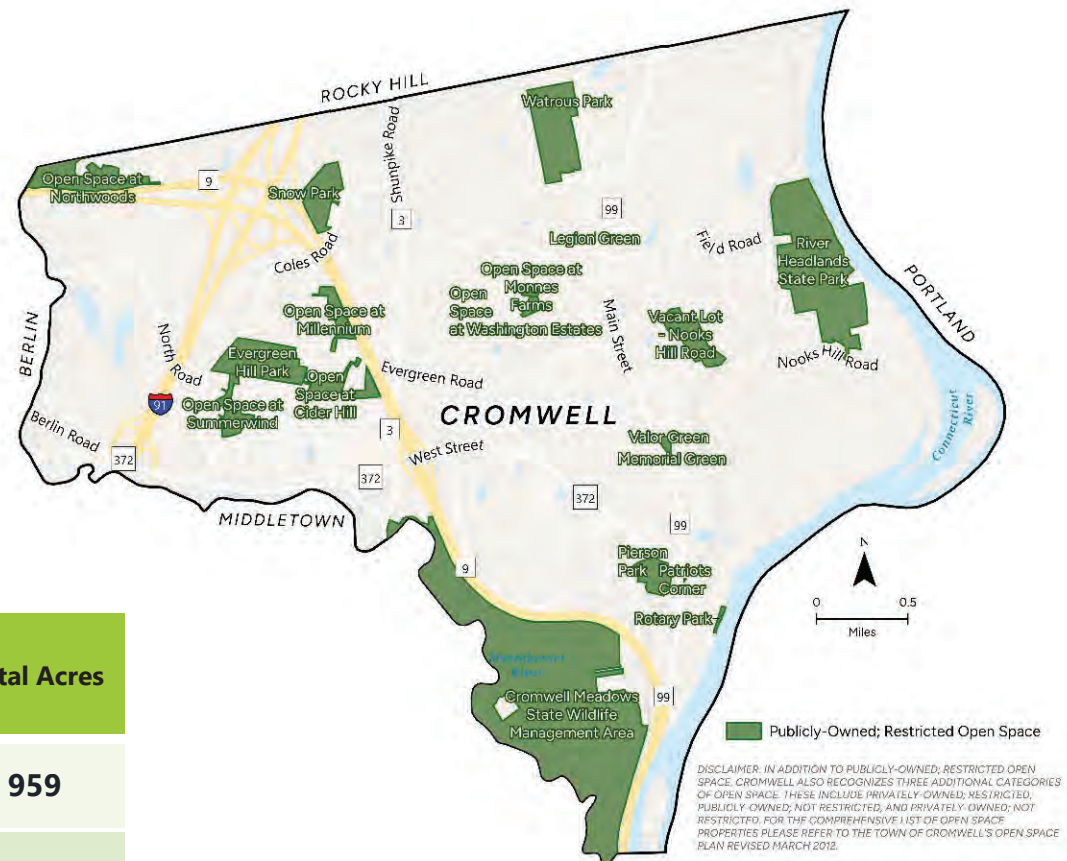 ROCKY HILL
Watrous Park
Shunpike Road
Open Space at
Northwoods
9
Snow Park
3
99
Legion Green
Field Road
River
Headlands
State Park
Coles Road
Open Space at
Monnes
Farms
Open
Space
at Washington Estates
PORTLAND
BERLIN
Open Space at
Millennium
Main Street
Vacant Lot
- Nooks
Hill Road
North Road
Evergreen
Hill Park
Open
Space at
Cider Hill
Evergreen Road
Nooks Hill Road
91
Open Space at
Summerwind
CROMWELL
Connecticut
River
Berlin Road
372
3
West Street
Valor Green
Memorial Green
372
372
MIDDLETOWN
99
9
Pierson
Park
Patriots
Corner
Rotary Park
N
0 0.5
Miles
tal Acres
959
Cromwell Meadows
State Wildlife
Management Area
99
Publicly-Owned; Restricted Open Space
DISCLAIMER: IN ADDITION TO PUBLICLY-OWNED; RESTRICTED OPEN
SPACE, CROMWELL ALSO RECOGNIZES THREE ADDITIONAL CATEGORIES
OF OPEN SPACE. THESE INCLUDE PRIVATELY-OWNED; RESTRICTED,
PUBLICLY-OWNED; NOT RESTRICTED, AND PRIVATELY-OWNED; NOT
RESTRICTED. FOR THE COMPREHENSIVE LIST OF OPEN SPACE
PROPERTIES PLEASE REFER TO THE TOWN OF CROMWELL'S OPEN SPACE
PLAN REVISED MARCH 2012.